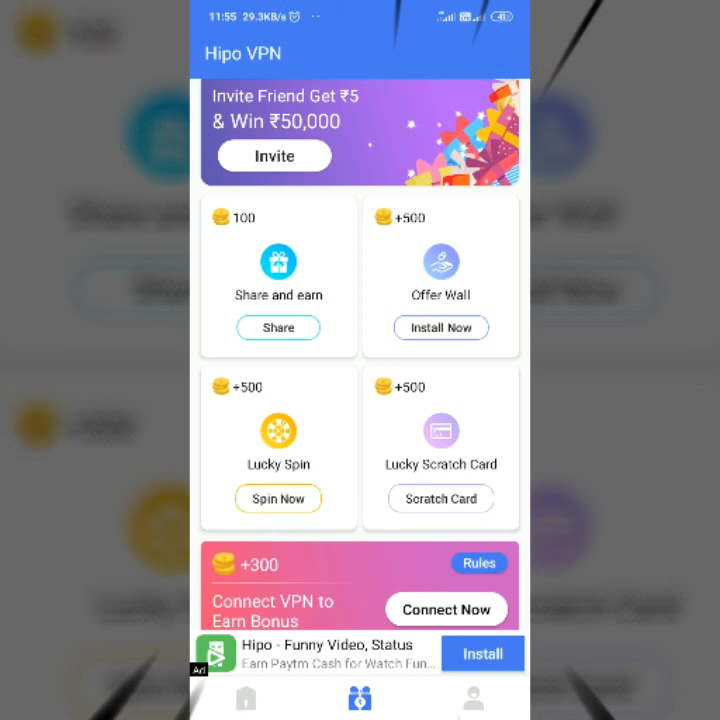 11:55 29.3KB/s
41
Hipo VPN
Invite Friend Get ₹5
& Win ₹50,000
Invite
100
+500
Share and earn
Offer Wall
Share
Install Now
+500
+500
Lucky Spin
Lucky Scratch Card
Spin Now
Scratch Card
+300
Rules
Connect VPN to
Earn Bonus
Connect Now
Hipo - Funny Video, Status
Earn Paytm Cash for Watch Fun...
Install
Ad